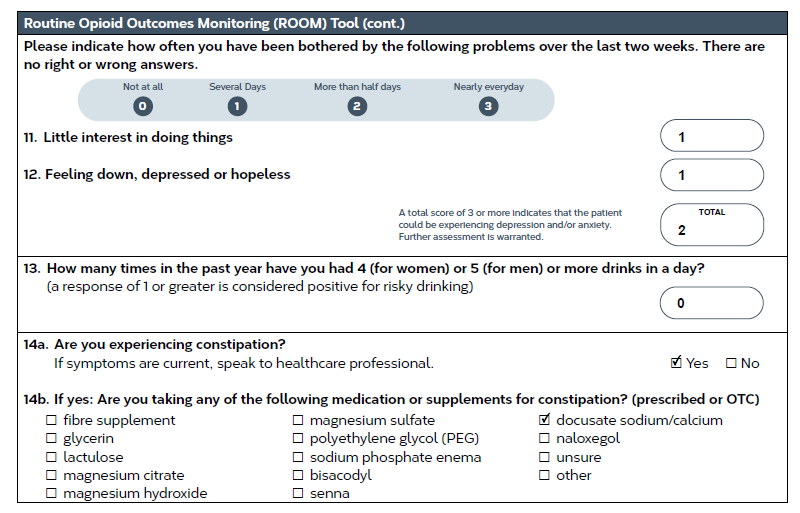 Routine Opioid Outcomes Monitoring (ROOM) Tool (cont.)
Please indicate how often you have been bothered by the following problems over the last two weeks. There are
no right or wrong answers.
Not at all Several Days More than half days Nearly everyday
0 1 2 3
11. Little interest in doing things 1
12. Feeling down, depressed or hopeless 1
A total score of 3 or more indicates that the patient
could be experiencing depression and/or anxiety.
Further assessment is warranted.
TOTAL
2
13. How many times in the past year have you had 4 (for women) or 5 (for men) or more drinks in a day?
(a response of 1 or greater is considered positive for risky drinking)
0
14a. Are you experiencing constipation?
If symptoms are current, speak to healthcare professional. ☑ Yes ☐ No
14b. If yes: Are you taking any of the following medication or supplements for constipation? (prescribed or OTC)
☐ fibre supplement ☐ magnesium sulfate ☑ docusate sodium/calcium
☐ glycerin ☐ polyethylene glycol (PEG) ☐ naloxegol
☐ lactulose ☐ sodium phosphate enema ☐ unsure
☐ magnesium citrate ☐ bisacodyl ☐ other
☐ magnesium hydroxide ☐ senna